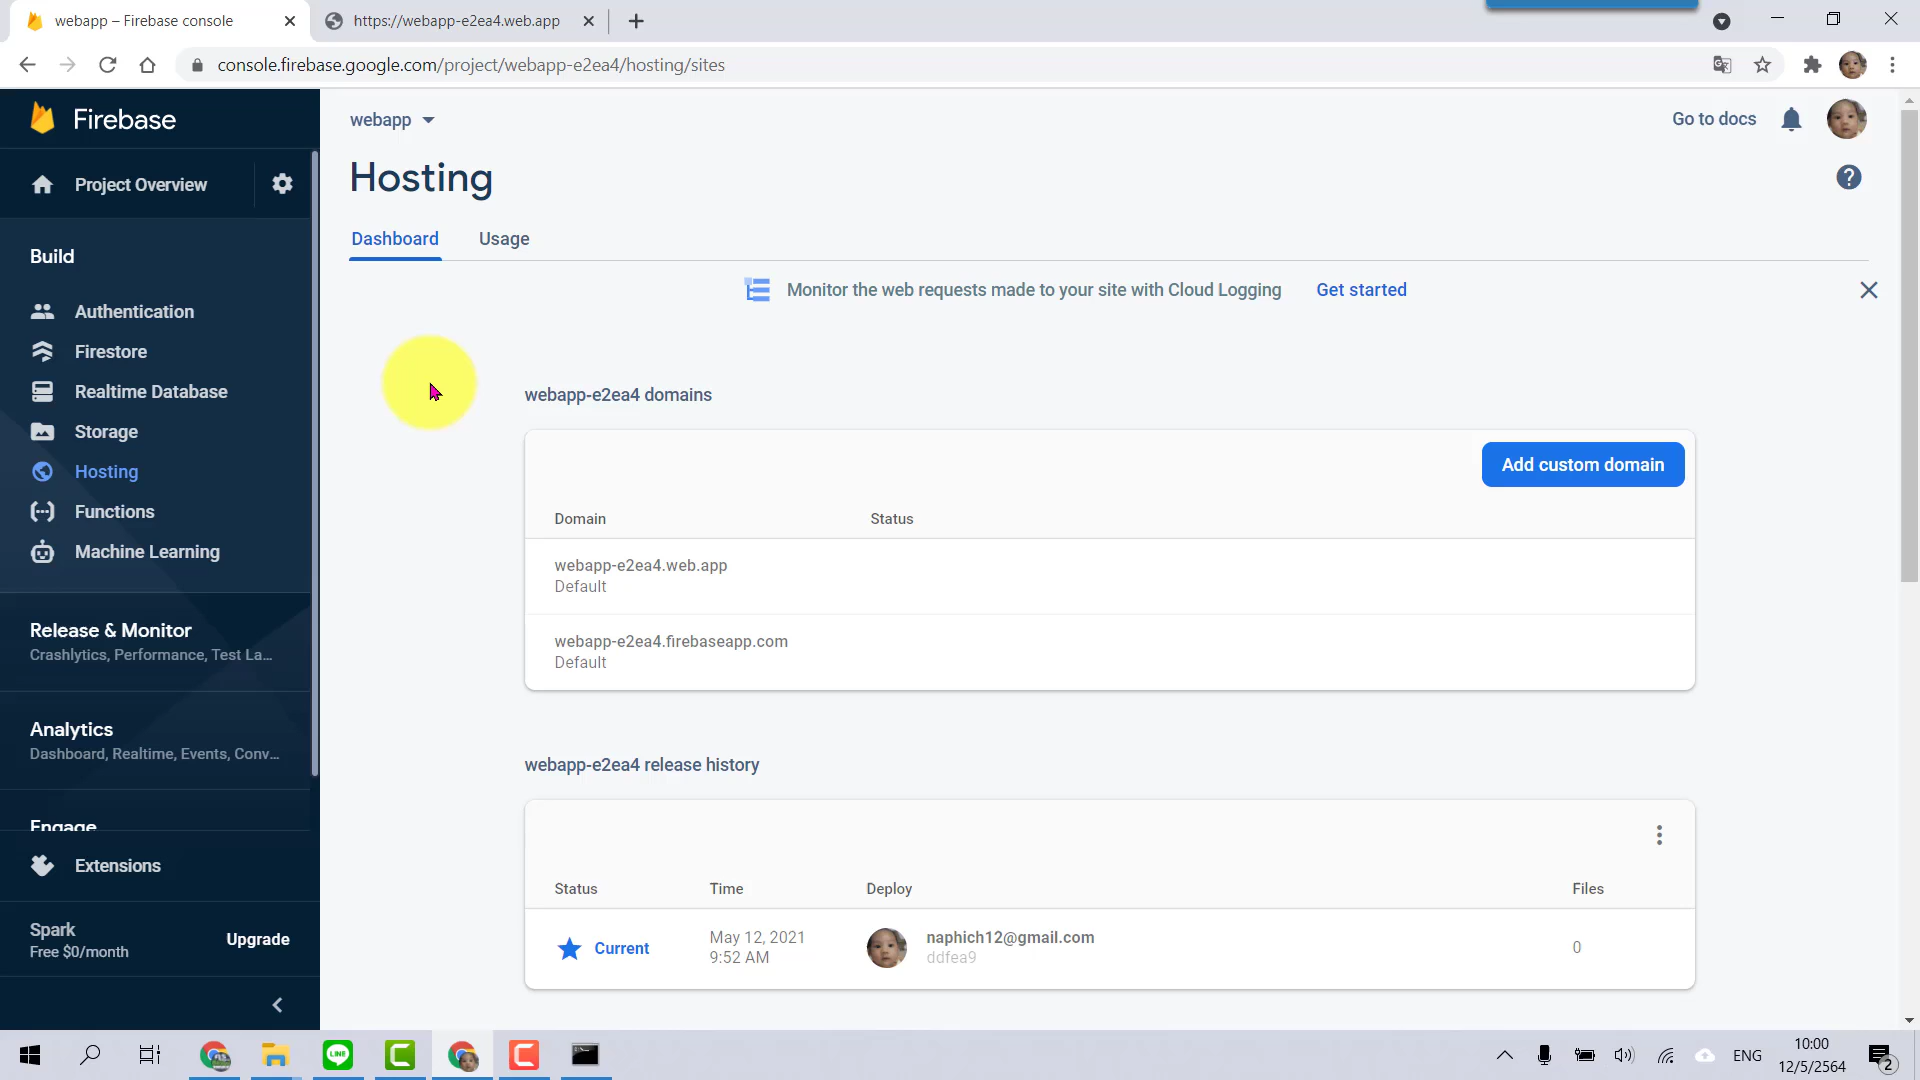 webapp – Firebase console
https://webapp-e2ea4.web.app
console.firebase.google.com/project/webapp-e2ea4/hosting/sites
Firebase
webapp
Go to docs
Project Overview
Hosting
Dashboard
Usage
Build
Monitor the web requests made to your site with Cloud Logging
Get started
Authentication
Firestore
Realtime Database
Storage
Hosting
Functions
Machine Learning
webapp-e2ea4 domains
Add custom domain
Domain
Status
webapp-e2ea4.web.app
Default
webapp-e2ea4.firebaseapp.com
Default
Release & Monitor
Crashlytics, Performance, Test La...
Analytics
Dashboard, Realtime, Events, Conv...
Engage
Extensions
Spark
Free $0/month
Upgrade
webapp-e2ea4 release history
Status
Time
Deploy
Files
Current
May 12, 2021
9:52 AM
naphich12@gmail.com
ddfea9
0
LINE
ENG
10:00
12/5/2564
2